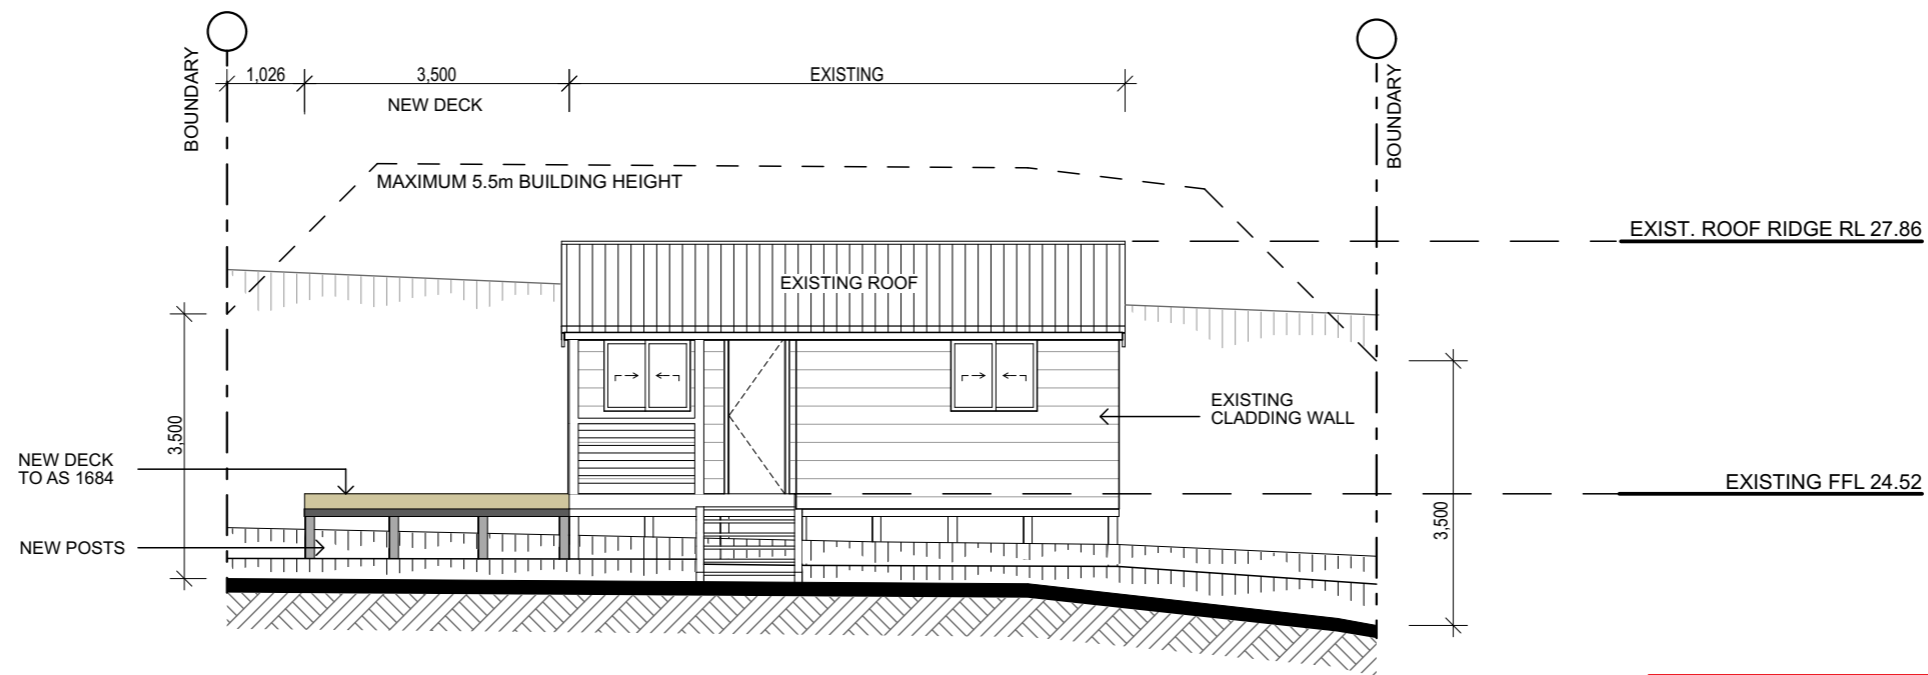 BOUNDARY
1,026
3,500
NEW DECK
EXISTING
BOUNDARY
MAXIMUM 5.5m BUILDING HEIGHT
EXIST. ROOF RIDGE RL 27.86
EXISTING ROOF
EXISTING
CLADDING WALL
3,500
NEW DECK
TO AS 1684
EXISTING FFL 24.52
3,500
NEW POSTS